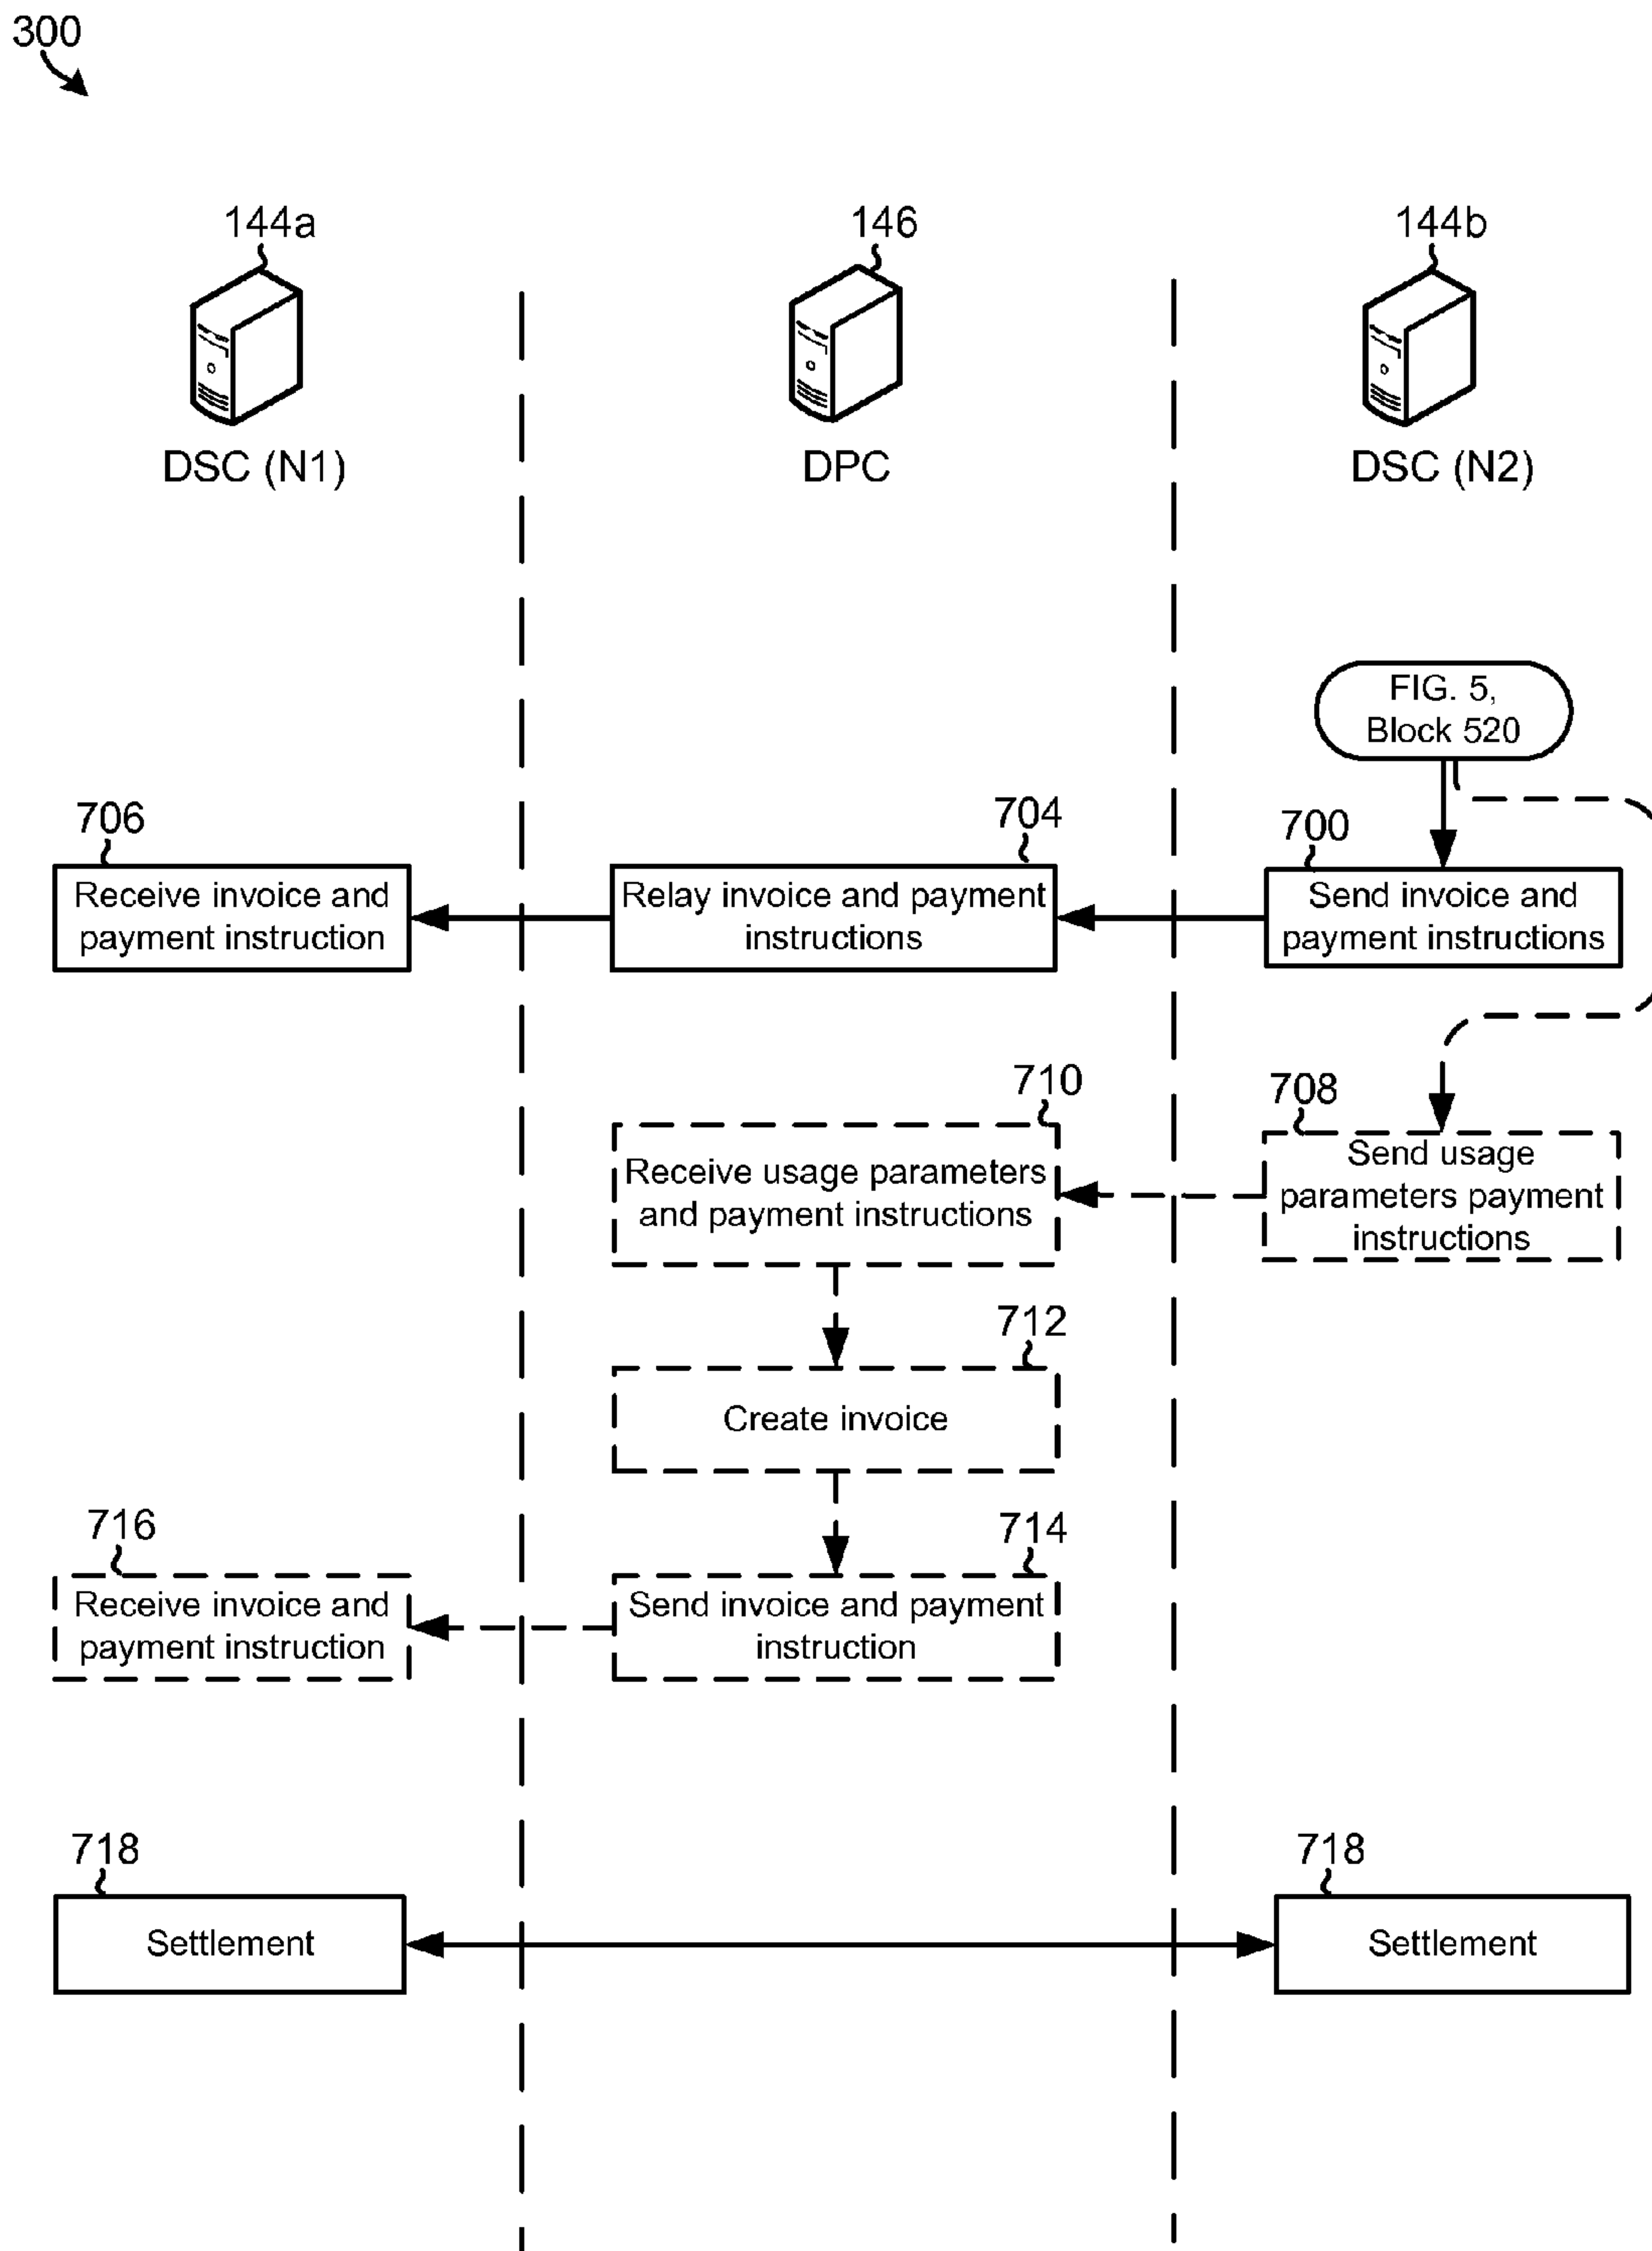 300
144a
146
144b
DSC (N1)
DPC
DSC (N2)
FIG. 5,
Block 520
706
704
700
Receive invoice and
payment instruction
Relay invoice and payment
instructions
Send invoice and
payment instructions
710
708
Receive usage parameters
and payment instructions
Send usage
parameters payment
instructions
712
Create invoice
716
714
Receive invoice and
payment instruction
Send invoice and payment
instruction
718
718
Settlement
Settlement